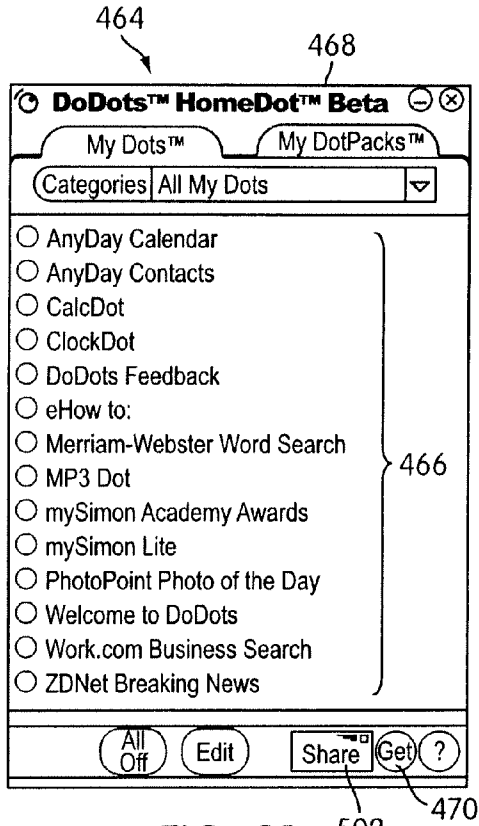 464
468
DoDots™ HomeDot™ Beta
My Dots™ My DotPacks™
Categories All My Dots
AnyDay Calendar
AnyDay Contacts
CalcDot
ClockDot
DoDots Feedback
eHow to:
Merriam-Webster Word Search
466
MP3 Dot
mySimon Academy Awards
mySimon Lite
PhotoPoint Photo of the Day
Welcome to DoDots
Work.com Business Search
ZDNet Breaking News
All Off Edit Share Get ?
470